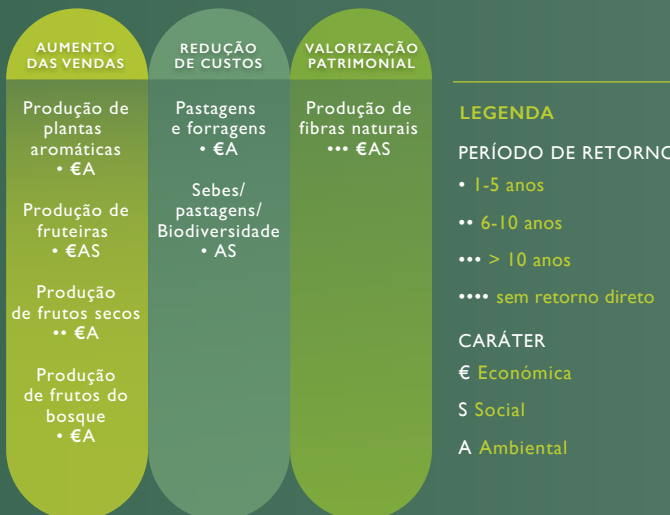 AUMENTO
DAS VENDAS
Produção de
plantas
aromáticas
• €A
Produção de
fruteiras
• €AS
Produção
de frutos secos
•• €A
Produção
de frutos do
bosque
• €A
REDUÇÃO
DE CUSTOS
Pastagens
e forragens
• €A
Sebes/
pastagens/
Biodiversidade
• AS
VALORIZAÇÃO
PATRIMONIAL
Produção de
fibras naturais
••• €AS
LEGENDA
PERÍODO DE RETORNO
• 1-5 anos
•• 6-10 anos
••• > 10 anos
•••• sem retorno direto
CARÁTER
€ Económica
S Social
A Ambiental